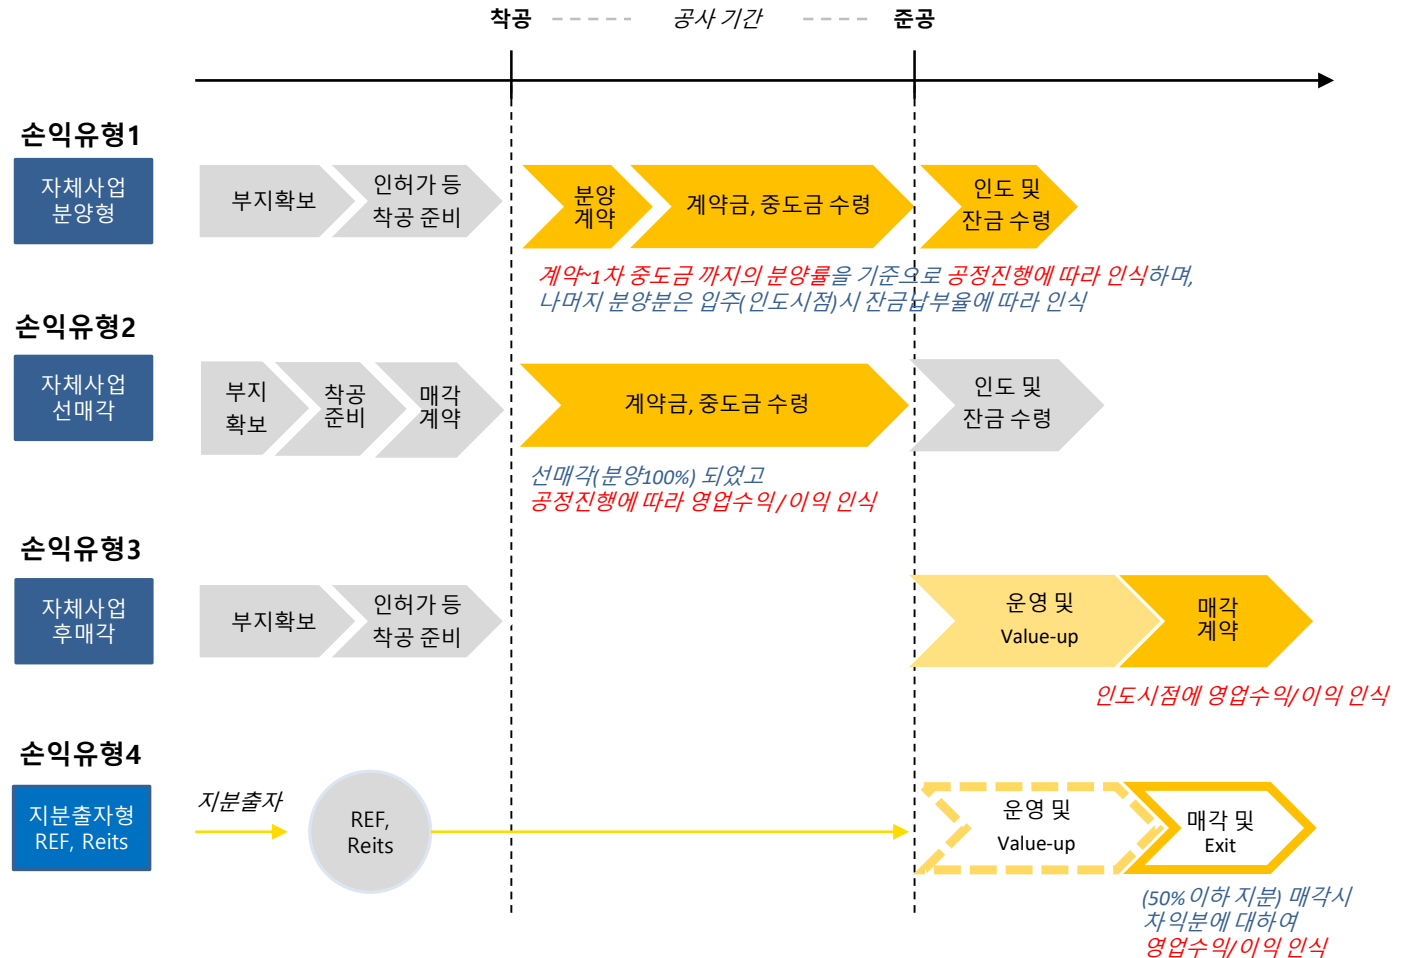 착공
공사 기간
준공
손익유형1
자체사업
분양형
부지확보
인허가 등
착공 준비
분양
계약
계약금, 중도금 수령
인도 및
잔금 수령
계약~1차 중도금 까지의 분양률을 기준으로 공정진행에 따라 인식하며,
나머지 분양분은 입주(인도시점)시 잔금납부율에 따라 인식
손익유형2
자체사업
선매각
부지
확보
착공
준비
매각
계약
계약금, 중도금 수령
인도 및
잔금 수령
선매각(분양100%) 되었고
공정진행에 따라 영업수익/이익 인식
손익유형3
자체사업
후매각
부지확보
인허가 등
착공 준비
운영 및
Value-up
매각
계약
인도시점에 영업수익/이익 인식
손익유형4
지분출자형
REF, Reits
지분출자
REF,
Reits
운영 및
Value-up
매각 및
Exit
(50%이하 지분) 매각시
차익분에 대하여
영업수익/이익 인식